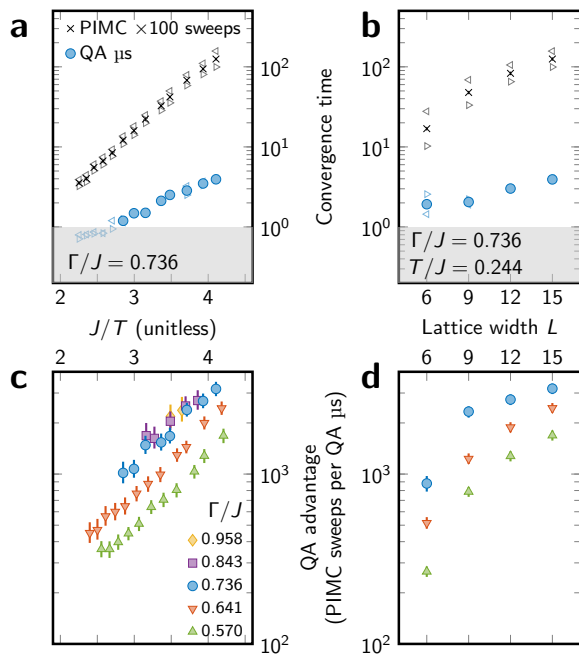 a
× PIMC ×100 sweeps
QA µs
Γ/J = 0.736
2 3 4
J/T (unitless)
10²
10¹
10⁰
Convergence time
b
Γ/J = 0.736
T/J = 0.244
6 9 12 15
Lattice width L
2 3 4
c
Γ/J
0.958
0.843
0.736
0.641
0.570
10³
10²
QA advantage
(PIMC sweeps per QA µs)
6 9 12 15
d
10²
10¹
10⁰
10³
10²